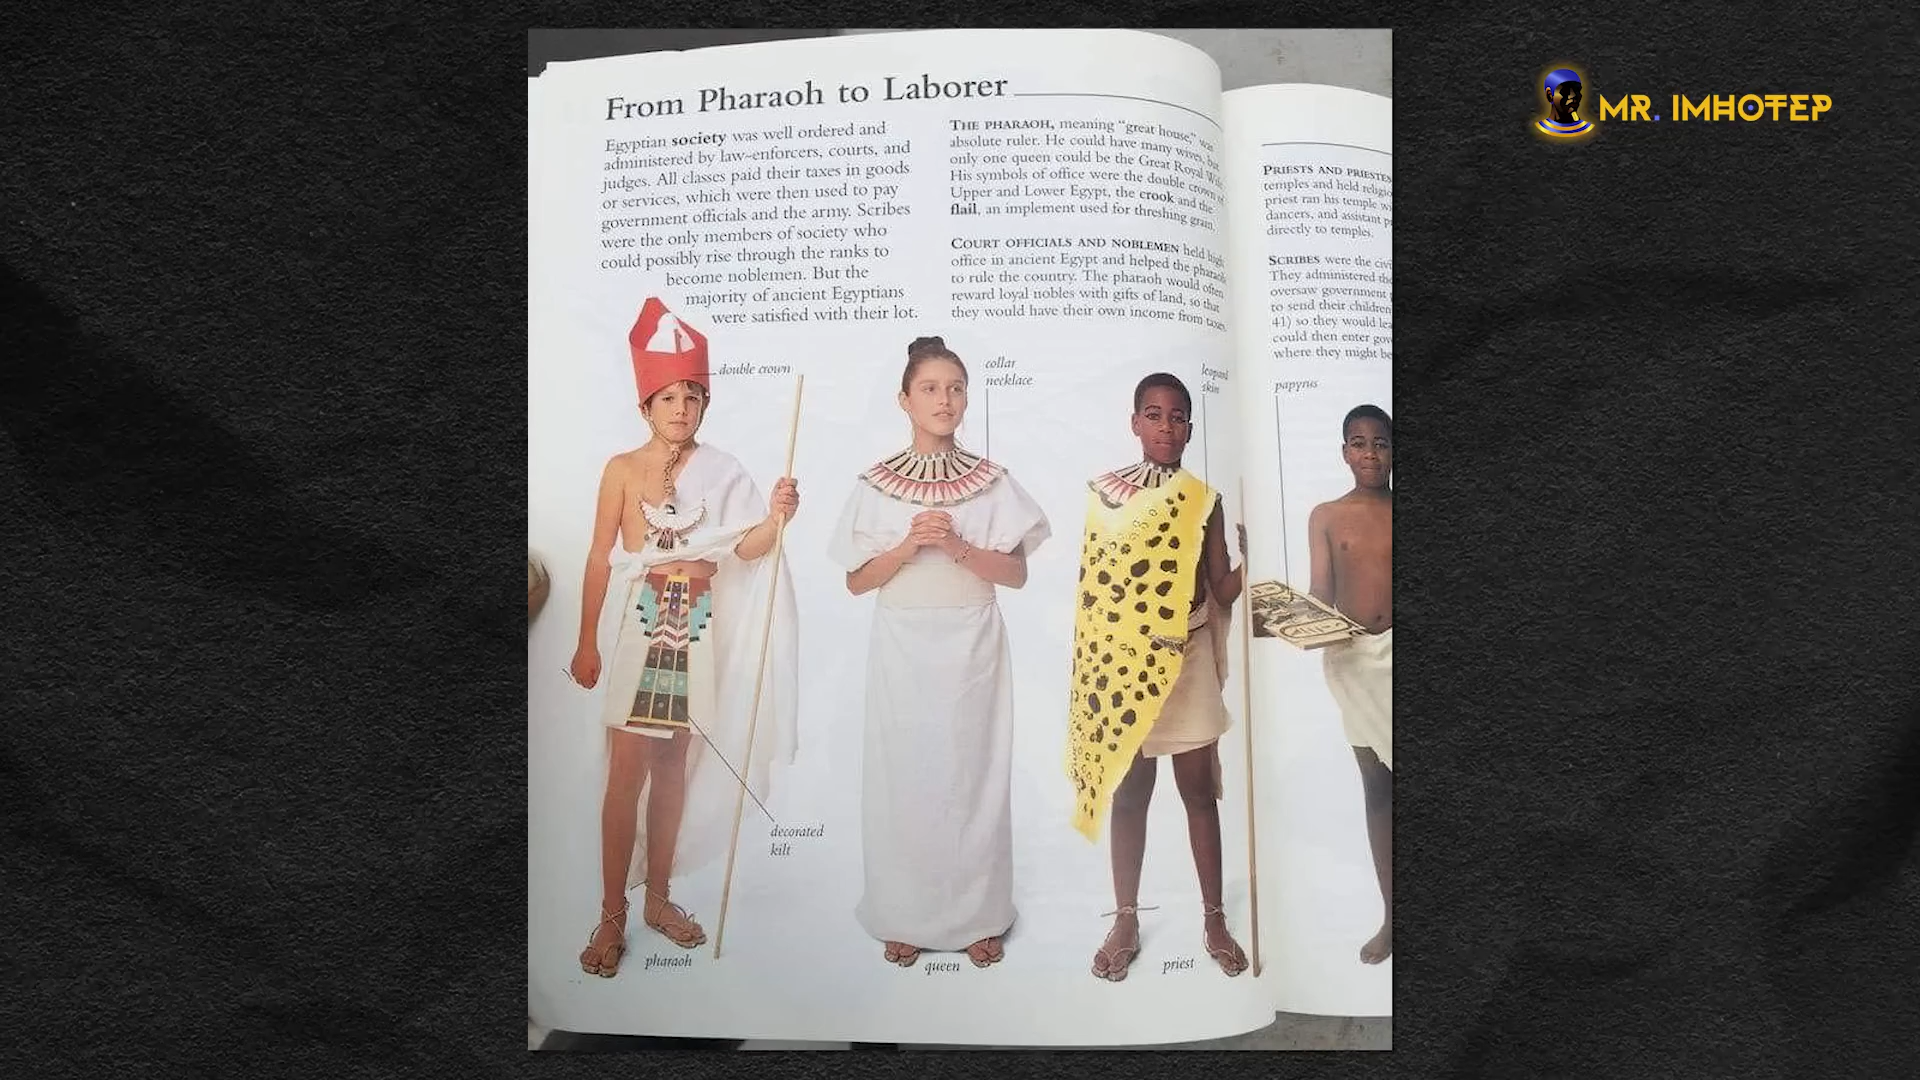 From Pharaoh to Laborer
Egyptian society was well ordered and
administered by law-enforcers, courts, and
judges. All classes paid their taxes in goods
or services, which were then used to pay
government officials and the army. Scribes
were the only members of society who
could possibly rise through the ranks to
become noblemen. But the
majority of ancient Egyptians
were satisfied with their lot.
THE PHARAOH, meaning "great house," was
absolute ruler. He could have many wives, but
only one queen could be the Great Royal Wife.
His symbols of office were the double crown of
Upper and Lower Egypt, the crook and the
flail, an implement used for threshing grain.
COURT OFFICIALS AND NOBLEMEN held high
office in ancient Egypt and helped the pharaoh
to rule the country. The pharaoh would often
reward loyal nobles with gifts of land, so that
they would have their own income from taxes.
double crown
collar
necklace
leopard
skin
decorated
kilt
pharaoh
queen
priest
PRIESTS AND PRIESTES
temples and held religio
priest ran his temple wi
dancers, and assistant p
directly to temples.
SCRIBES were the civi
They administered the
oversaw government
to send their children
41) so they would lea
could then enter gov
where they might be
papyrus
MR. IMHOTEP